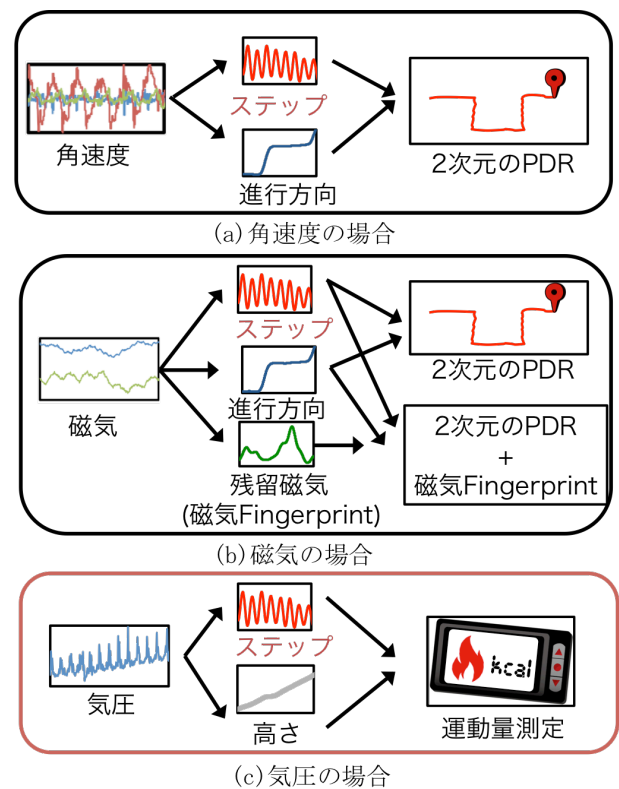 ステップ
角速度
進行方向
2次元のPDR
(a)角速度の場合
ステップ
2次元のPDR
進行方向
磁気
2次元のPDR
+
磁気Fingerprint
残留磁気
(磁気Fingerprint)
(b)磁気の場合
ステップ
kcal
気圧
高さ
運動量測定
(c)気圧の場合